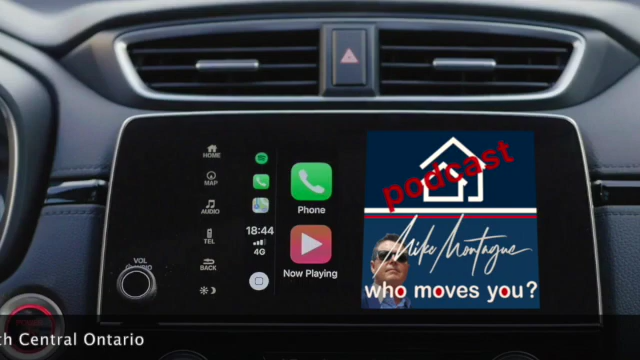 HOME
MAP
AUDIO
TEL
BACK
VOL
18:44
4G
Phone
Now Playing
podcast
Mike Montague
who moves you?
th Central Ontario